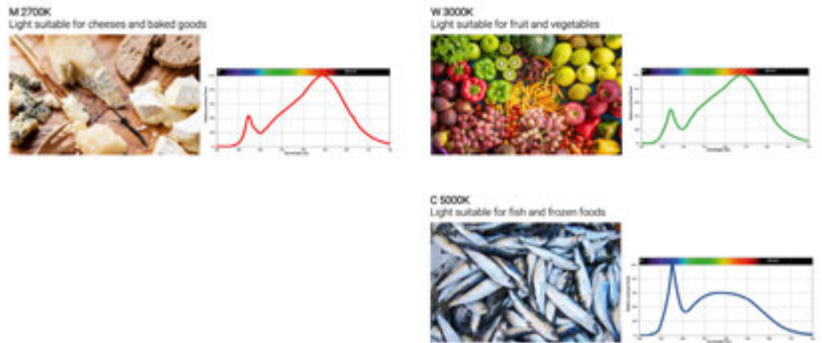 M 2700K
Light suitable for cheeses and baked goods
W 3000K
Light suitable for fruit and vegetables
C 5000K
Light suitable for fish and frozen foods